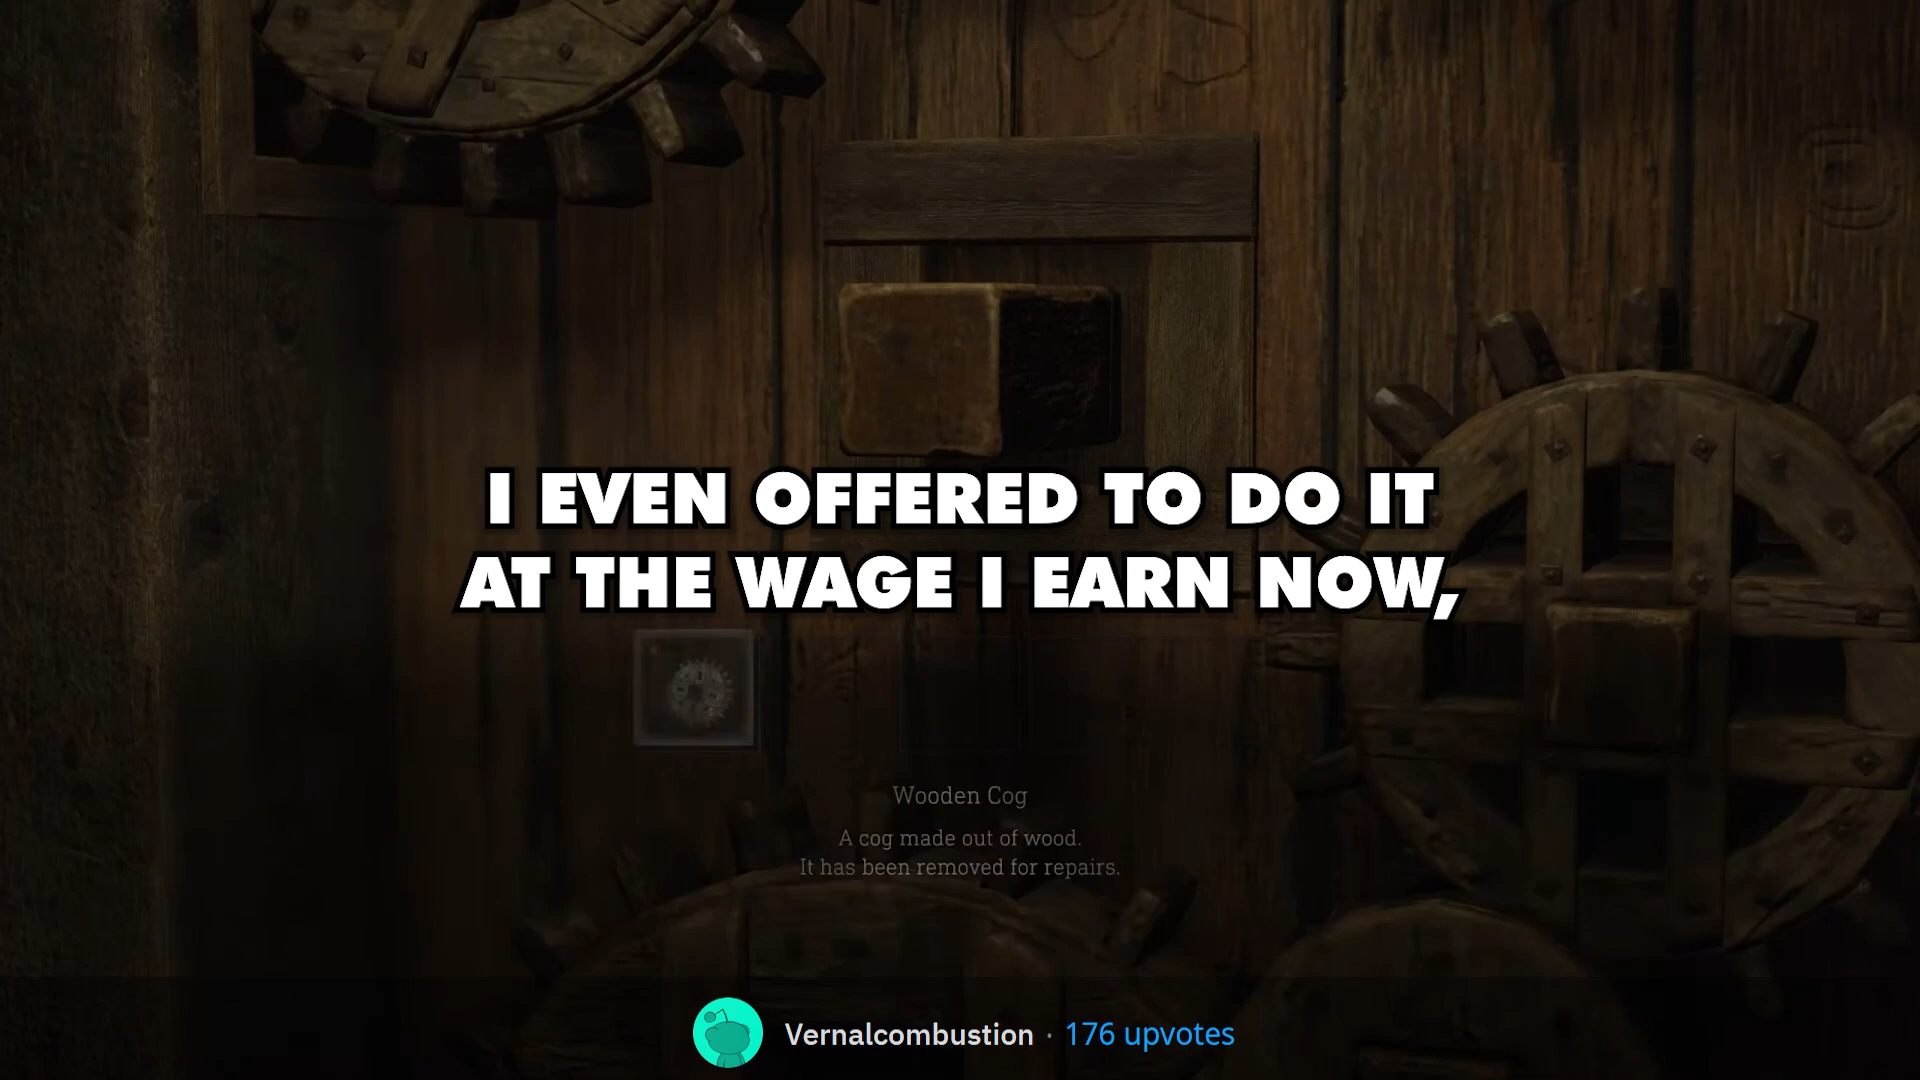 I EVEN OFFERED TO DO IT
AT THE WAGE I EARN NOW,
Wooden Cog
A cog made out of wood.
It has been removed for repairs.
Vernalcombustion · 176 upvotes